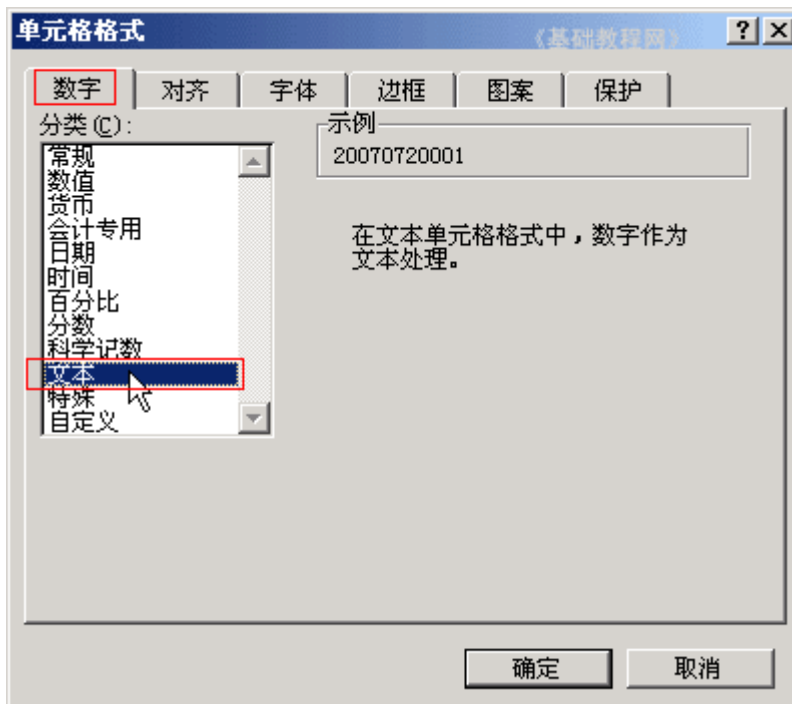 单元格格式
《基础教程网》
数字 对齐 字体 边框 图案 保护
分类(C):
常规
数值
货币
会计专用
日期
时间
百分比
分数
科学记数
文本
特殊
自定义
示例
20070720001
在文本单元格格式中，数字作为
文本处理。
确定 取消